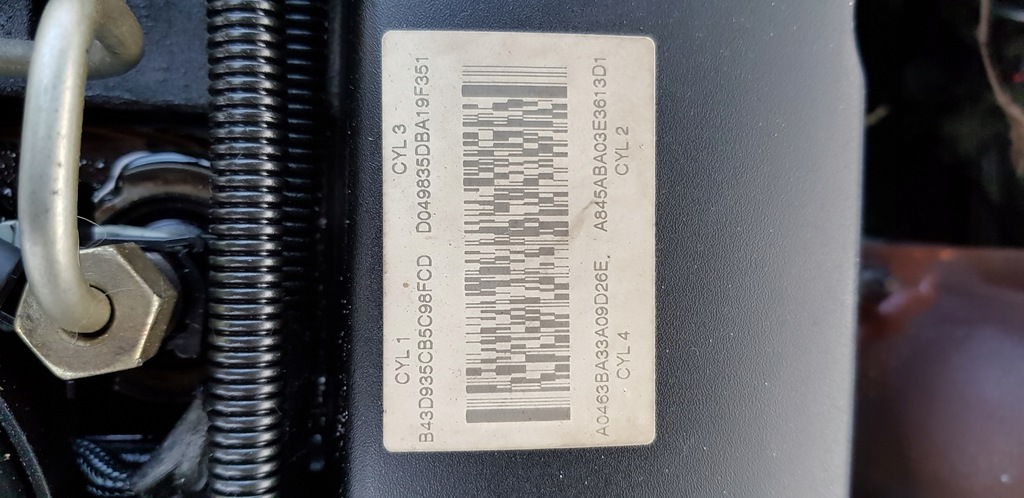 CYL 1 CYL 3
B43D935CB5C98FCD D049835DBA19F351
A0463BA33A09D26E. A845ABA03E3613D1
CYL 4 CYL 2